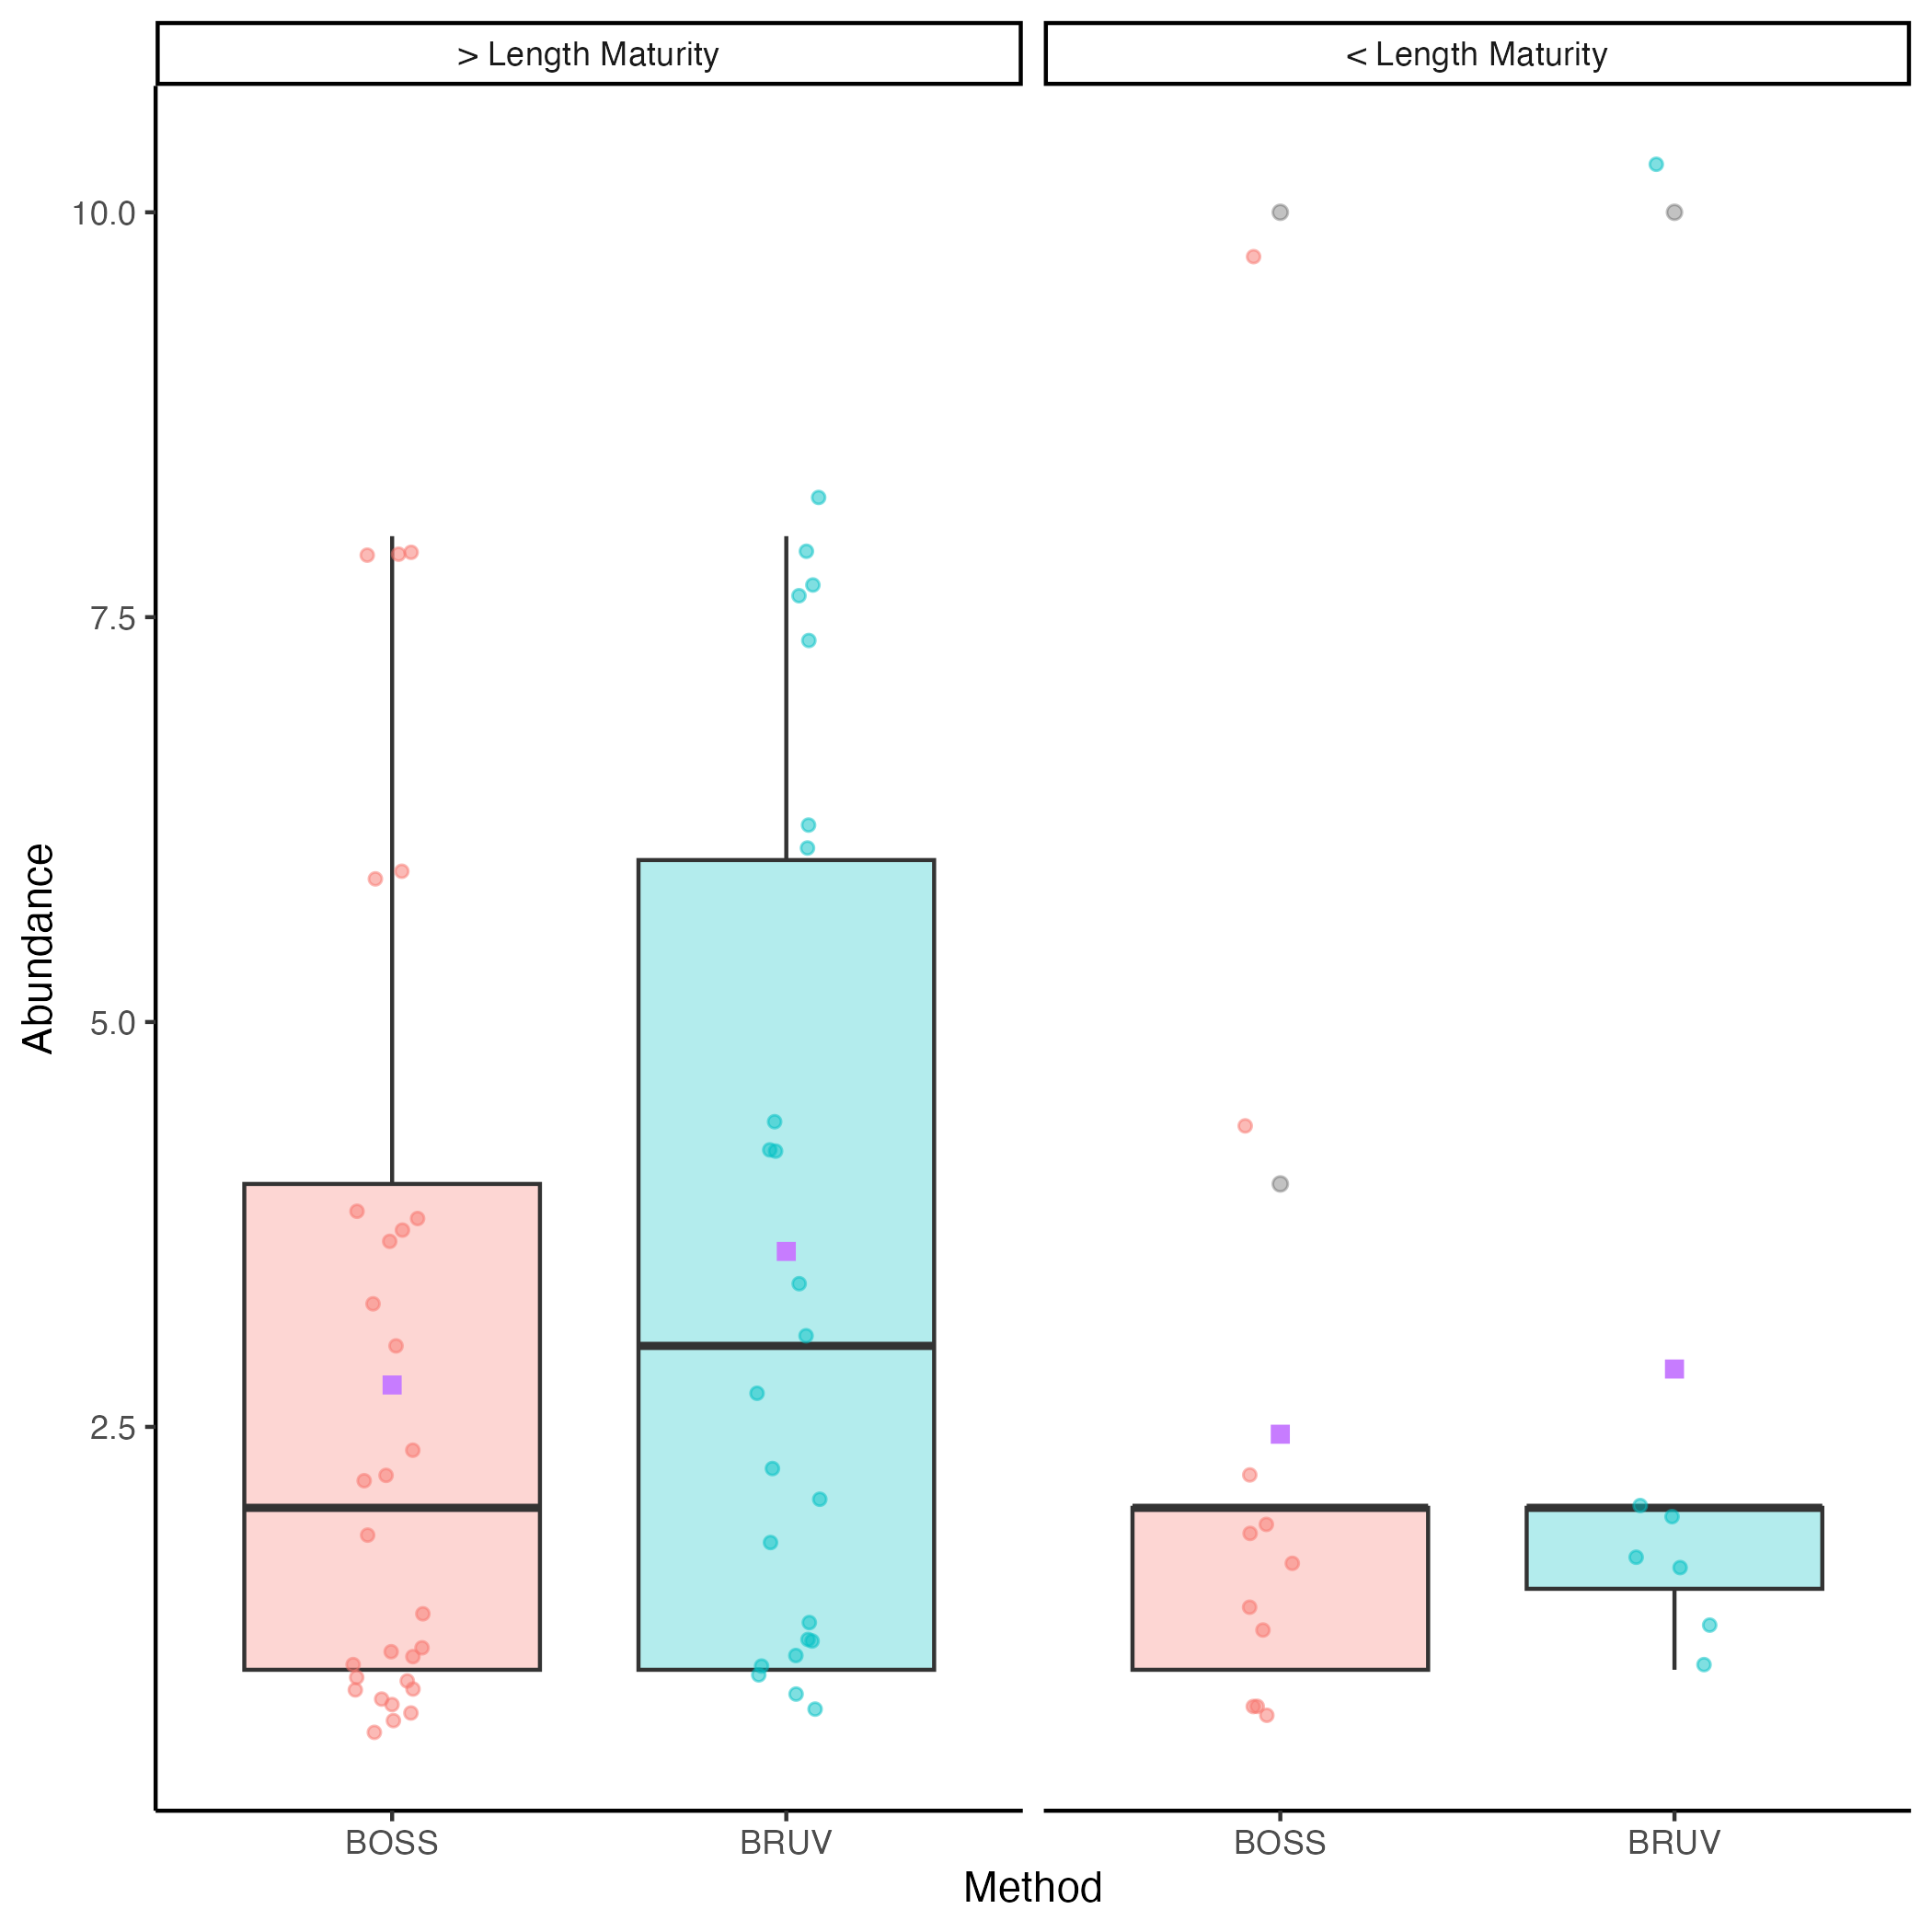 > Length Maturity
< Length Maturity
10.0
7.5
5.0
2.5
Abundance
BOSS
BRUV
BOSS
BRUV
Method